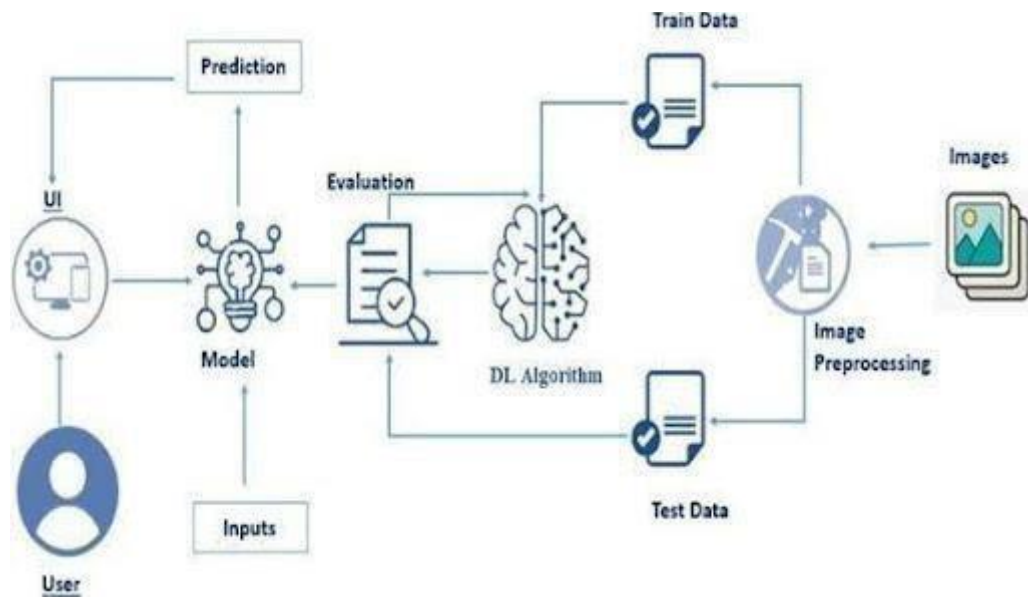 Train Data
Prediction
Images
Evaluation
UI
Model
Image
Preprocessing
DL Algorithm
Inputs
Test Data
User